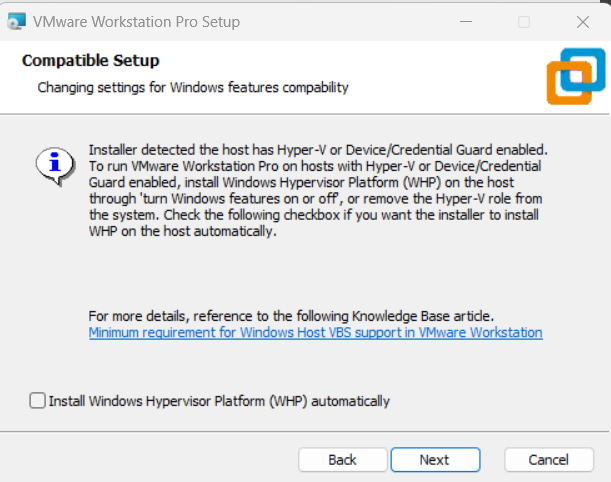 VMware Workstation Pro Setup
Compatible Setup
Changing settings for Windows features compability
Installer detected the host has Hyper-V or Device/Credential Guard enabled.
To run VMware Workstation Pro on hosts with Hyper-V or Device/Credential
Guard enabled, install Windows Hypervisor Platform (WHP) on the host
through 'turn Windows features on or off', or remove the Hyper-V role from
the system. Check the following checkbox if you want the installer to install
WHP on the host automatically.
For more details, reference to the following Knowledge Base article.
Minimum requirement for Windows Host VBS support in VMware Workstation
Install Windows Hypervisor Platform (WHP) automatically
Back
Next
Cancel